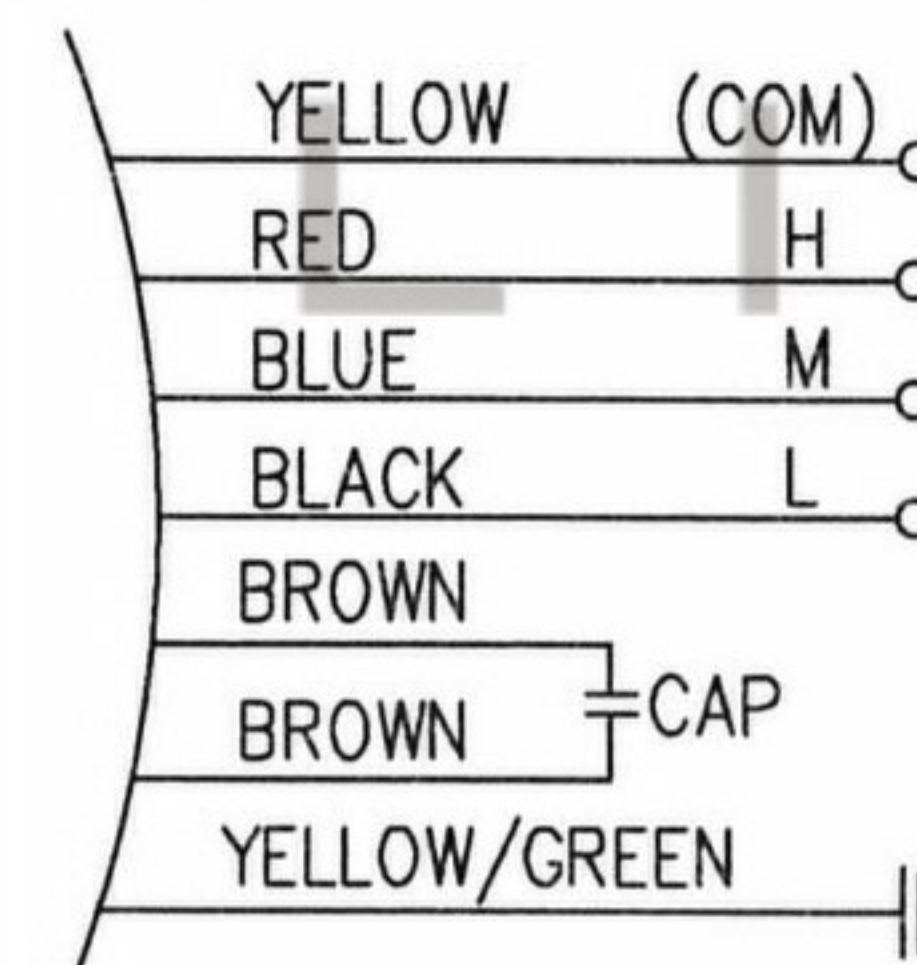 YELLOW (COM)
RED H
BLUE M
BLACK L
BROWN
CAP
BROWN
YELLOW/GREEN